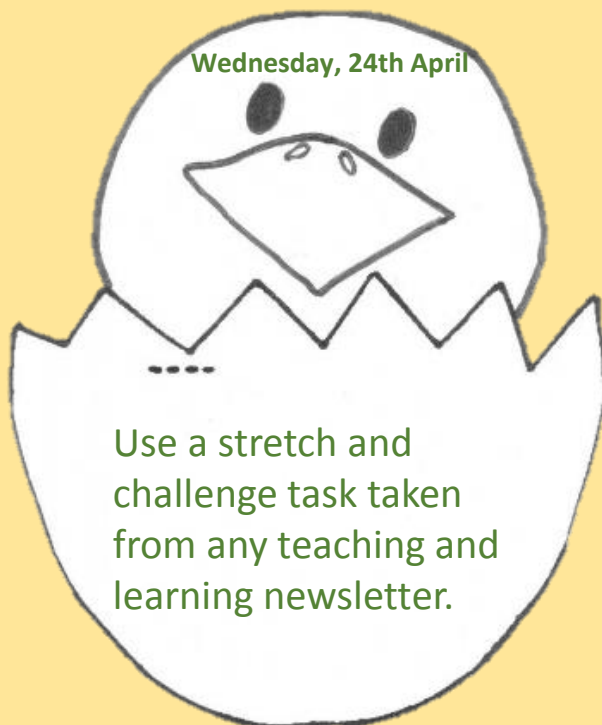 Wednesday, 24th April
Use a stretch and
challenge task taken
from any teaching and
learning newsletter.